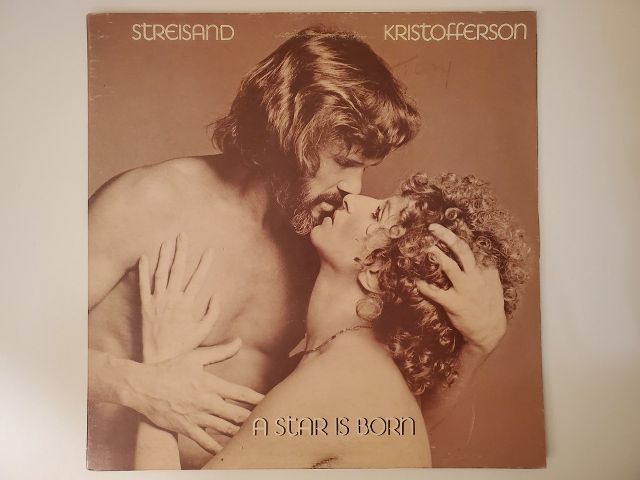 STREISAND KRISTOFFERSON
A STAR IS BORN